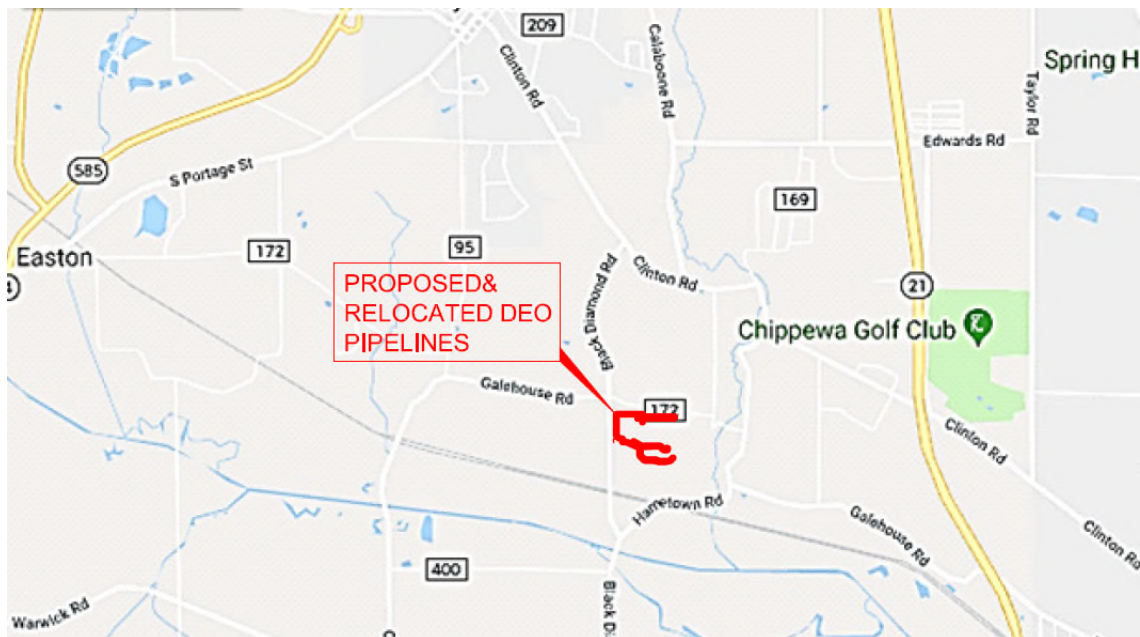 209
Clinton Rd
Calaboone Rd
Spring H
Taylor Rd
Edwards Rd
585
S Portage St
169
95
172
Easton
Clinton Rd
21
PROPOSED&
RELOCATED DEO
PIPELINES
Black Diamond Rd
Chippewa Golf Club
Galehouse Rd
172
Clinton Rd
Hametown Rd
Galehouse Rd
Clinton Rd
400
Black Di
Warwick Rd